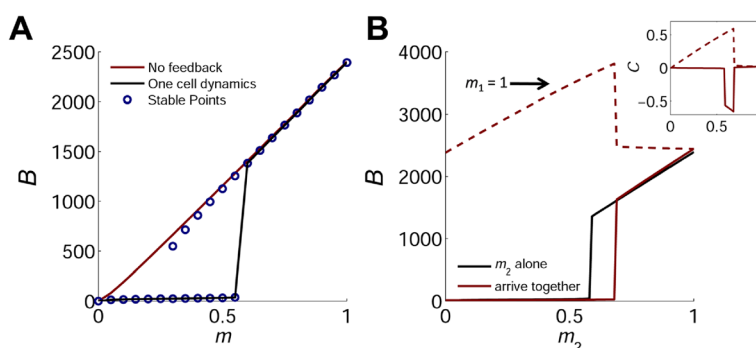 A
B
2500
2000
1500
1000
500
0
No feedback
One cell dynamics
Stable Points
B
0
0.5
1
m
4000
3000
2000
1000
0
m1 = 1
B
m2 alone
arrive together
0
0.5
1
m2
0.5
0
−0.5
C
0
0.5